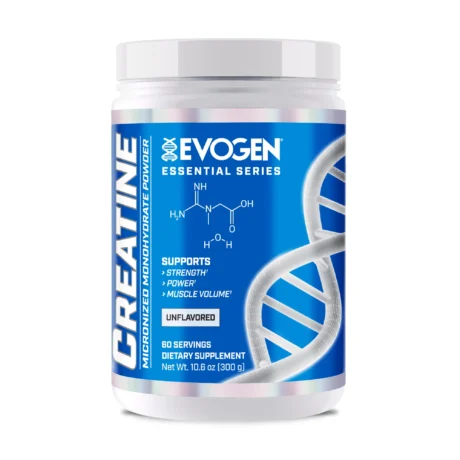 EVOGEN®
ESSENTIAL SERIES
NH
H₂N
N
OH
O
H-O-H
SUPPORTS
> STRENGTH†
> POWER†
> MUSCLE VOLUME†
UNFLAVORED
60 SERVINGS
DIETARY SUPPLEMENT
Net Wt. 10.6 oz (300 g)
CREATINE
MICRONIZED MONOHYDRATE POWDER